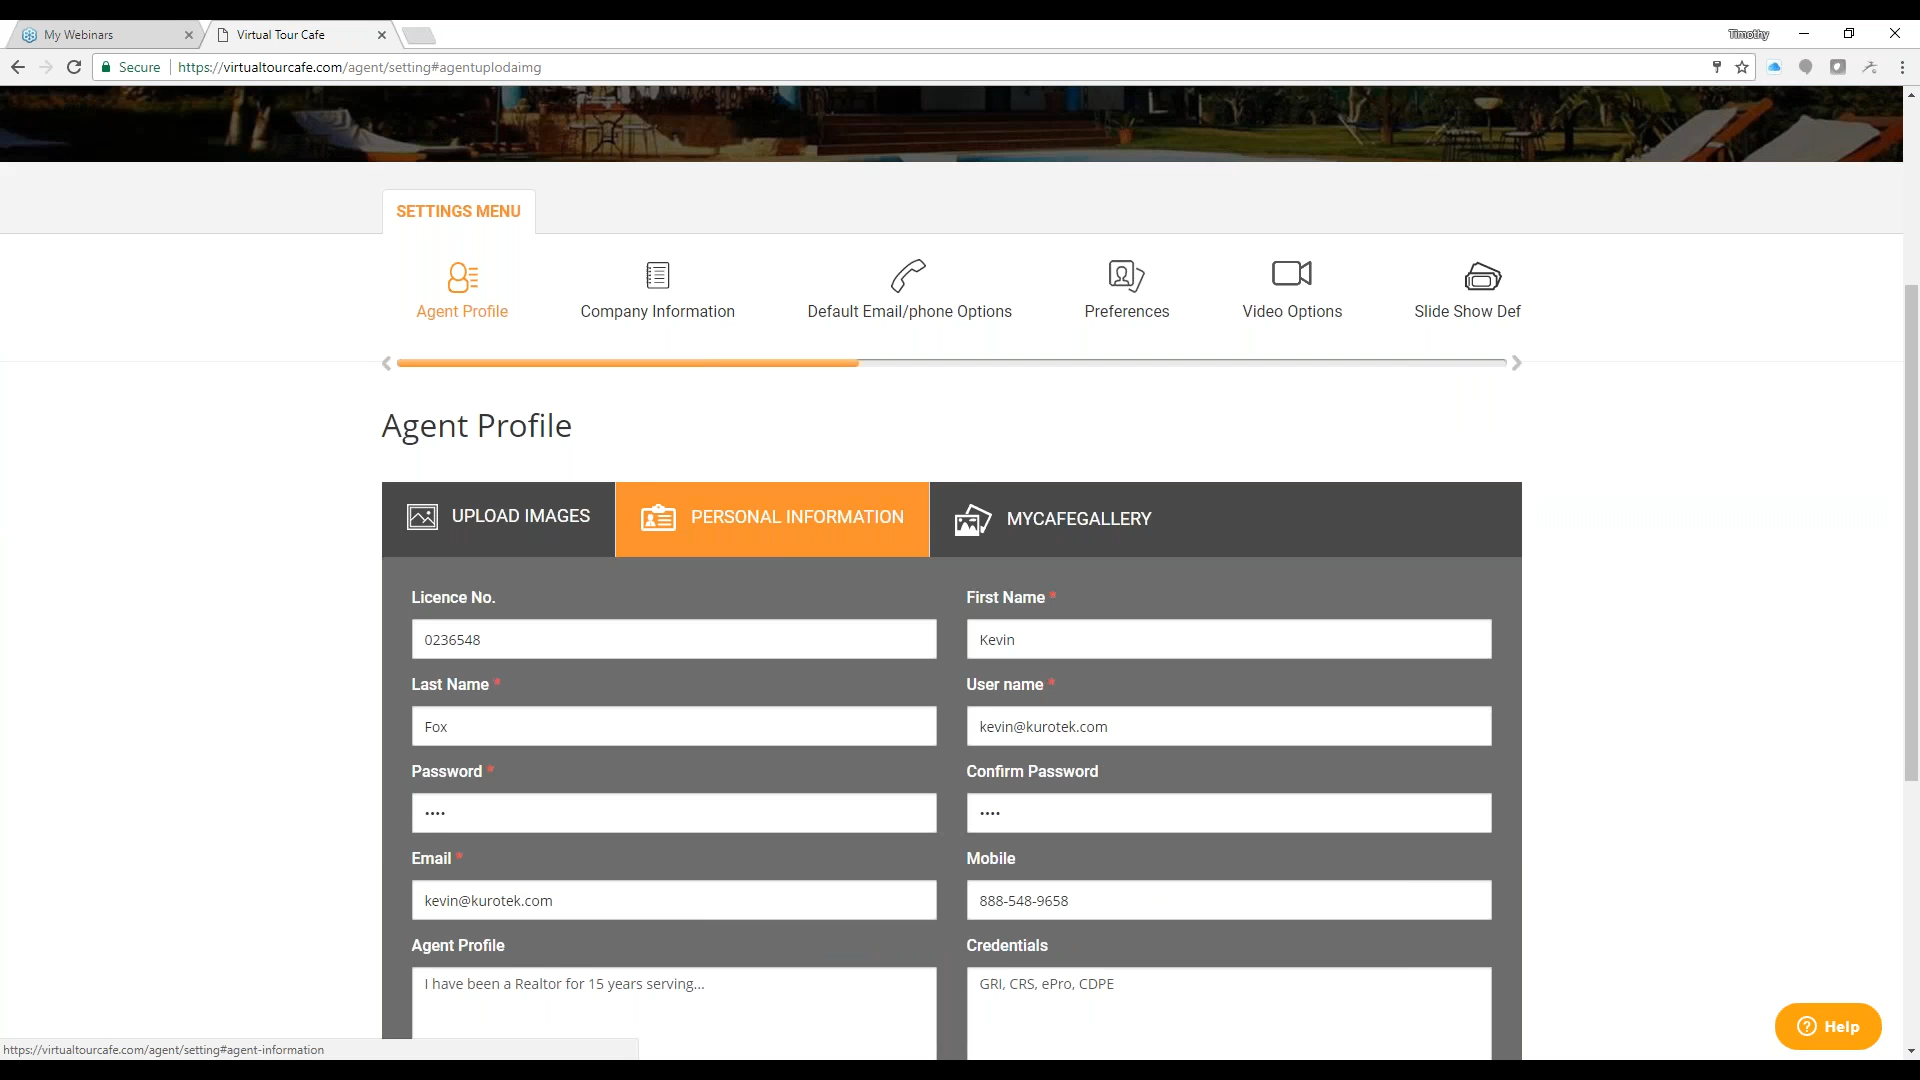 My Webinars
Virtual Tour Cafe
Timothy
Secure
https://virtualtourcafe.com/agent/setting#agentuplodaimg
SETTINGS MENU
Agent Profile
Company Information
Default Email/phone Options
Preferences
Video Options
Slide Show Def
Agent Profile
UPLOAD IMAGES
PERSONAL INFORMATION
MYCAFEGALLERY
Licence No.
First Name *
0236548
Kevin
Last Name *
User name *
Fox
kevin@kurotek.com
Password *
Confirm Password
••••
••••
Email *
Mobile
kevin@kurotek.com
888-548-9658
Agent Profile
Credentials
I have been a Realtor for 15 years serving...
GRI, CRS, ePro, CDPE
Help
https://virtualtourcafe.com/agent/setting#agent-information